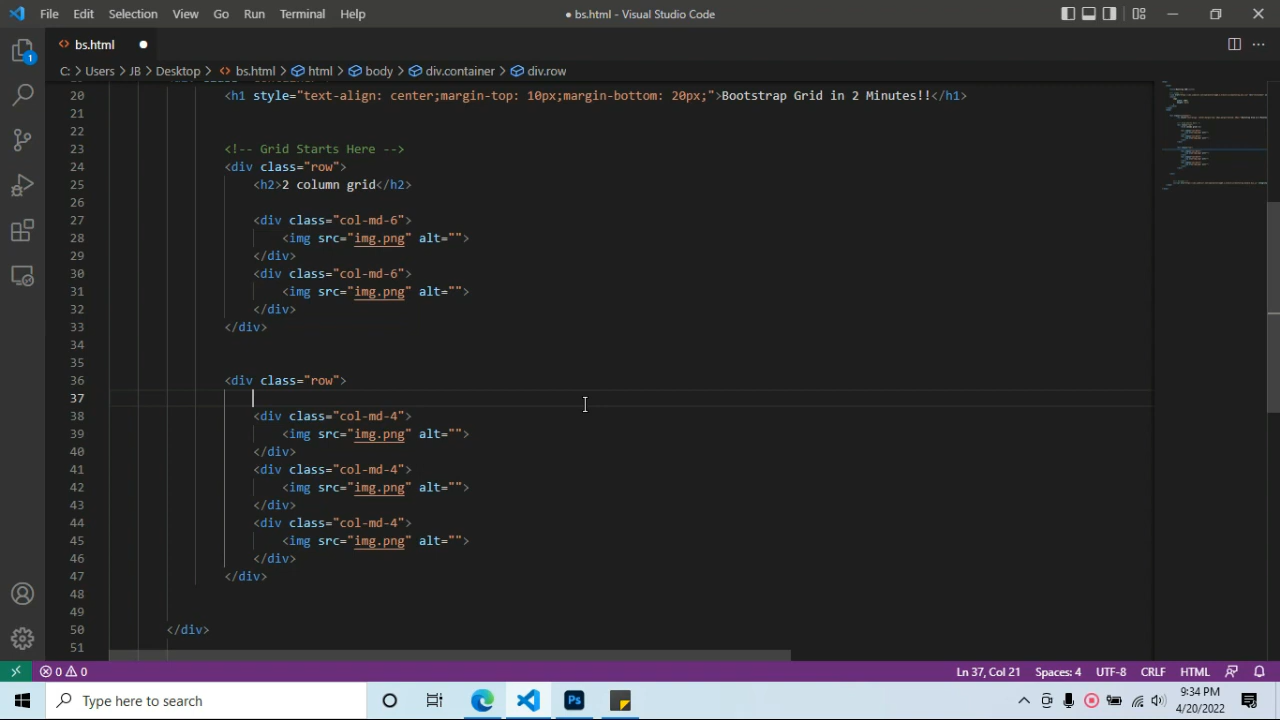 File Edit Selection View Go Run Terminal Help
● bs.html - Visual Studio Code
bs.html
C: > Users > JB > Desktop > bs.html > html > body > div.container > div.row
1
20 <h1 style="text-align: center;margin-top: 10px;margin-bottom: 20px;">Bootstrap Grid in 2 Minutes!!</h1>
21
22
23 <!-- Grid Starts Here -->
24 <div class="row">
25 <h2>2 column grid</h2>
26
27 <div class="col-md-6">
28 <img src="img.png" alt="">
29 </div>
30 <div class="col-md-6">
31 <img src="img.png" alt="">
32 </div>
33 </div>
34
35
36 <div class="row">
37
38 <div class="col-md-4">
39 <img src="img.png" alt="">
40 </div>
41 <div class="col-md-4">
42 <img src="img.png" alt="">
43 </div>
44 <div class="col-md-4">
45 <img src="img.png" alt="">
46 </div>
47 </div>
48
49
50 </div>
51
0 0 Ln 37, Col 21 Spaces: 4 UTF-8 CRLF HTML
Type here to search
Ps
9:34 PM
4/20/2022